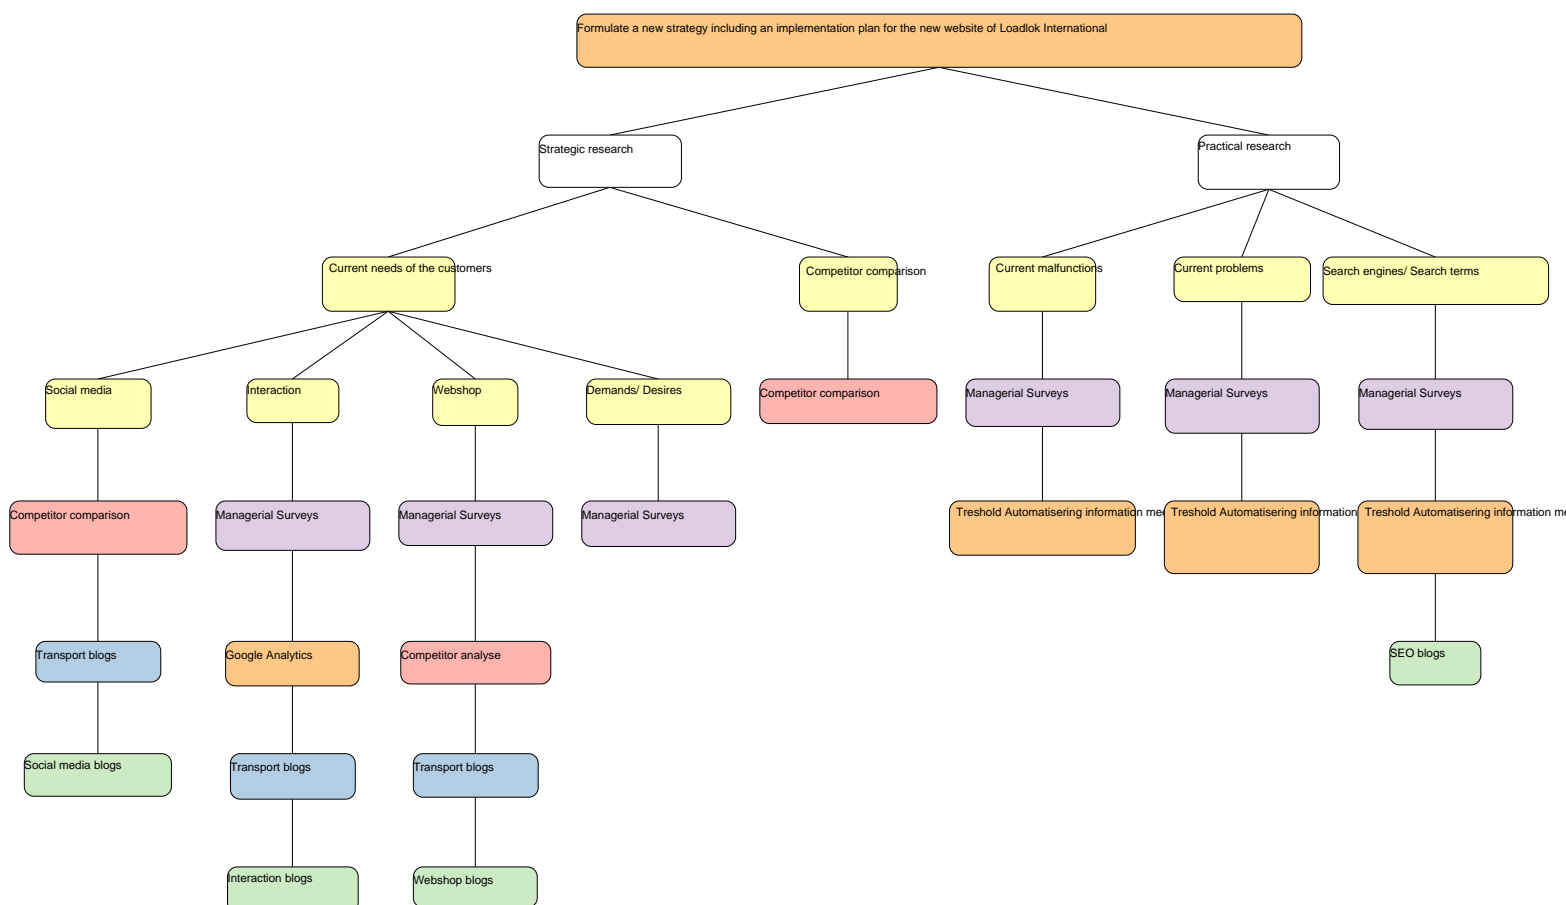 Formulate a new strategy including an implementation plan for the new website of Loadlok International
Strategic research
Practical research
Current needs of the customers
Competitor comparison
Current malfunctions
Current problems
Search engines/ Search terms
Social media
Interaction
Webshop
Demands/ Desires
Competitor comparison
Managerial Surveys
Managerial Surveys
Managerial Surveys
Competitor comparison
Managerial Surveys
Managerial Surveys
Managerial Surveys
Treshold Automatisering information
Treshold Automatisering information
Treshold Automatisering information
Transport blogs
Google Analytics
Competitor analyse
SEO blogs
Social media blogs
Transport blogs
Transport blogs
Interaction blogs
Webshop blogs